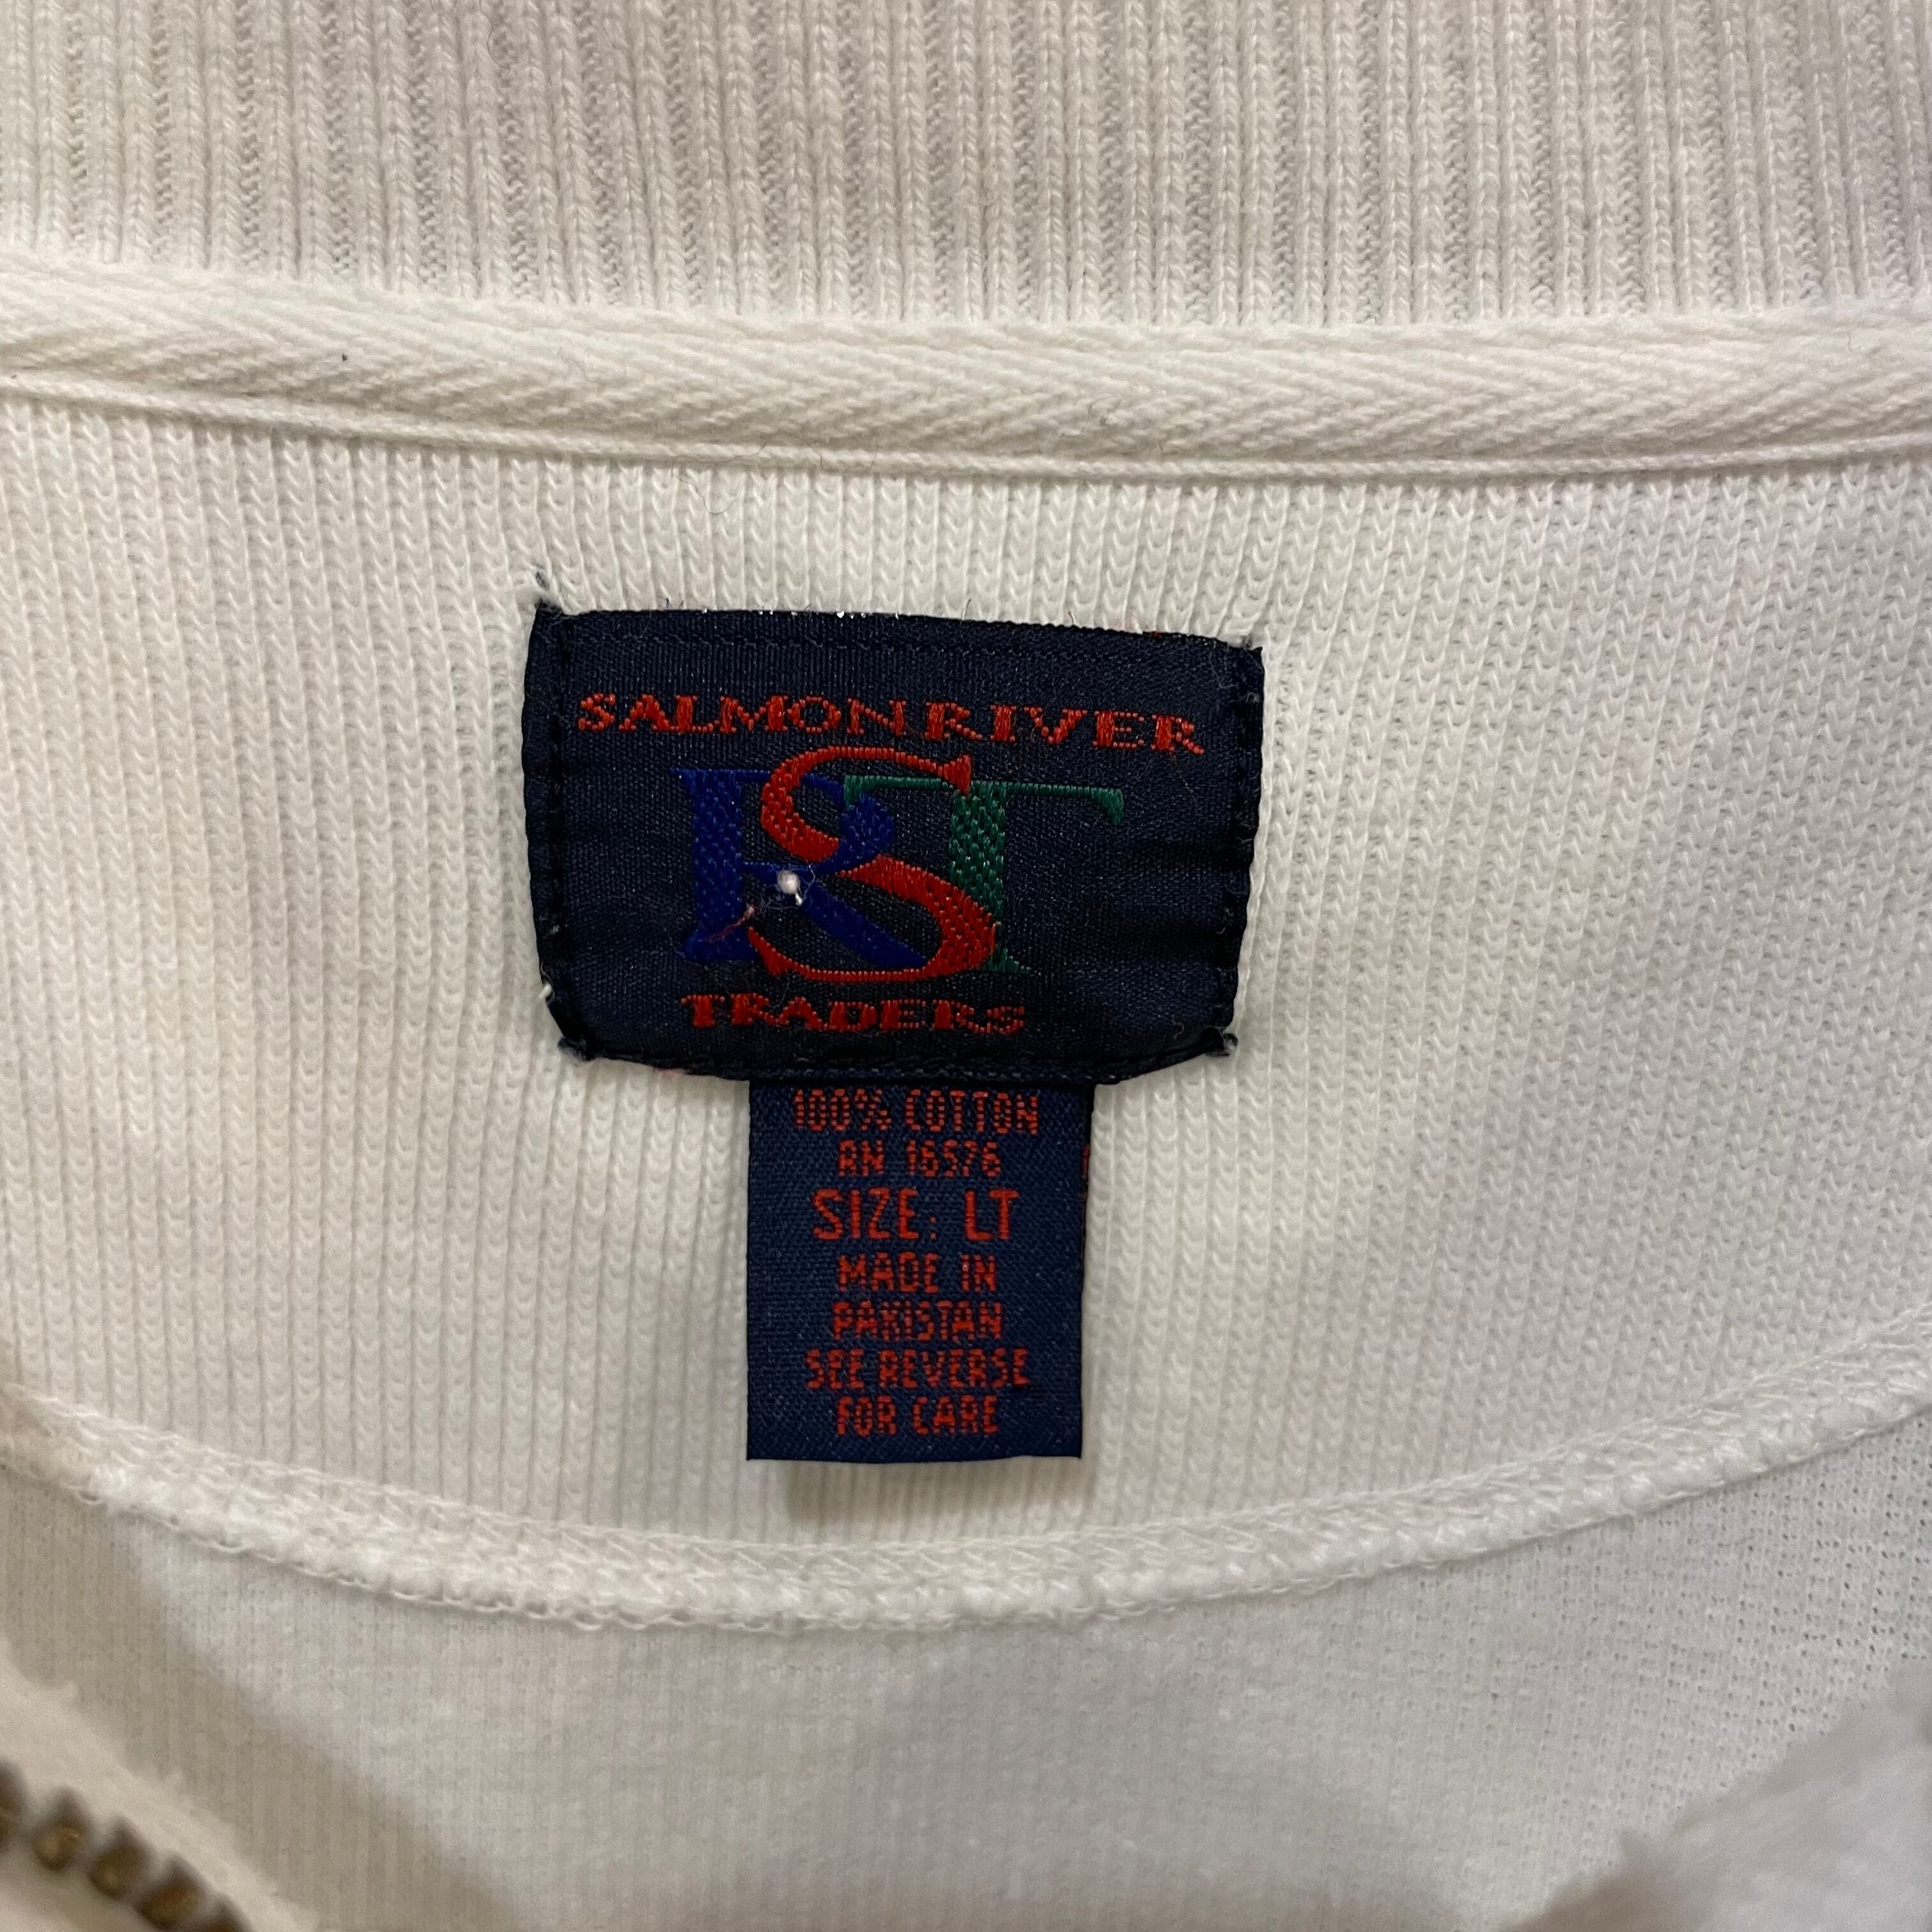 SALMON RIVER
RST
TRADERS
100% COTTON
RN 16576
SIZE: LT
MADE IN
PAKISTAN
SEE REVERSE
FOR CARE